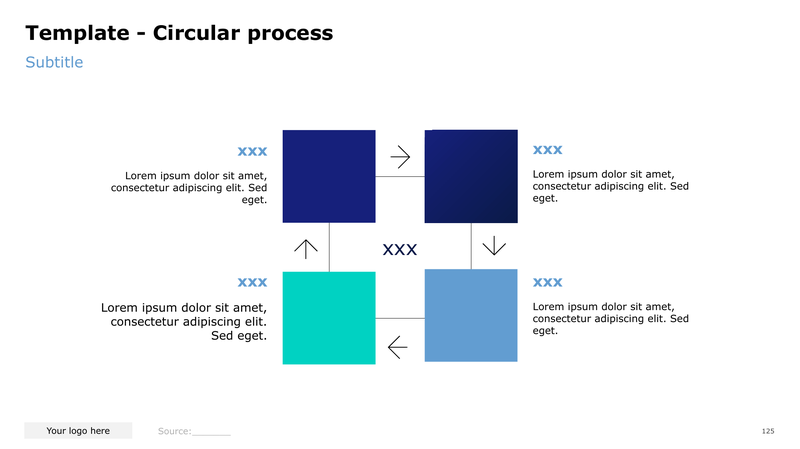 Template - Circular process
Subtitle
xxx
Lorem ipsum dolor sit amet,
consectetur adipiscing elit. Sed
eget.
xxx
Lorem ipsum dolor sit amet,
consectetur adipiscing elit. Sed
eget.
xxx
xxx
Lorem ipsum dolor sit amet,
consectetur adipiscing elit.
Sed eget.
xxx
Lorem ipsum dolor sit amet,
consectetur adipiscing elit. Sed
eget.
Your logo here
Source:_______
125